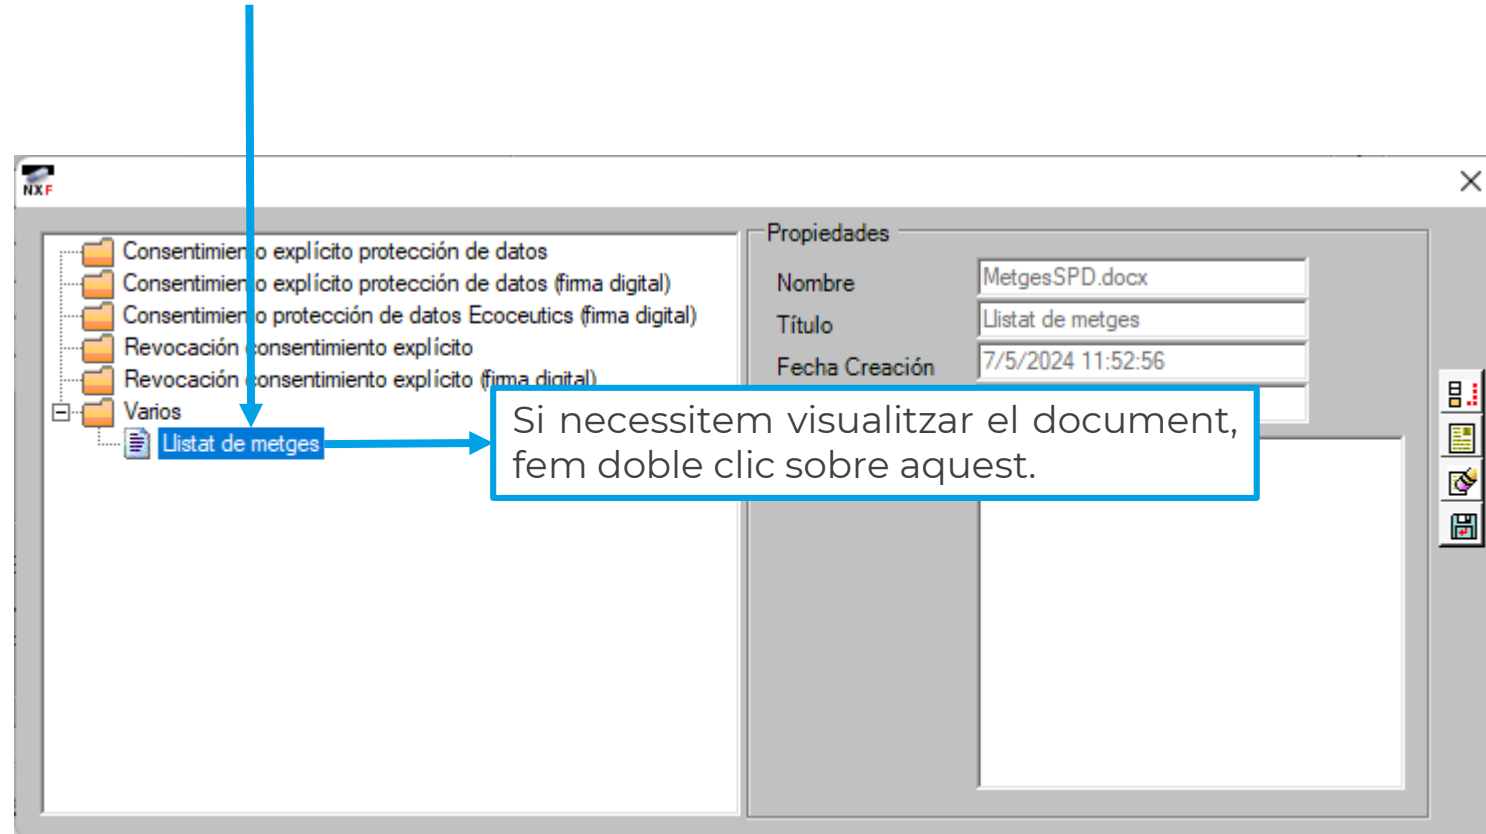 NXF
Propiedades
Consentimiento explícito protección de datos
Consentimiento explícito protección de datos (firma digital)
Consentimiento protección de datos Ecoceutics (firma digital)
Revocación consentimiento explícito
Revocación consentimiento explícito (firma digital)
Varios
Llistat de metges
Nombre
MetgesSPD.docx
Título
Llistat de metges
Fecha Creación
7/5/2024 11:52:56
Si necessitem visualitzar el document,
fem doble clic sobre aquest.